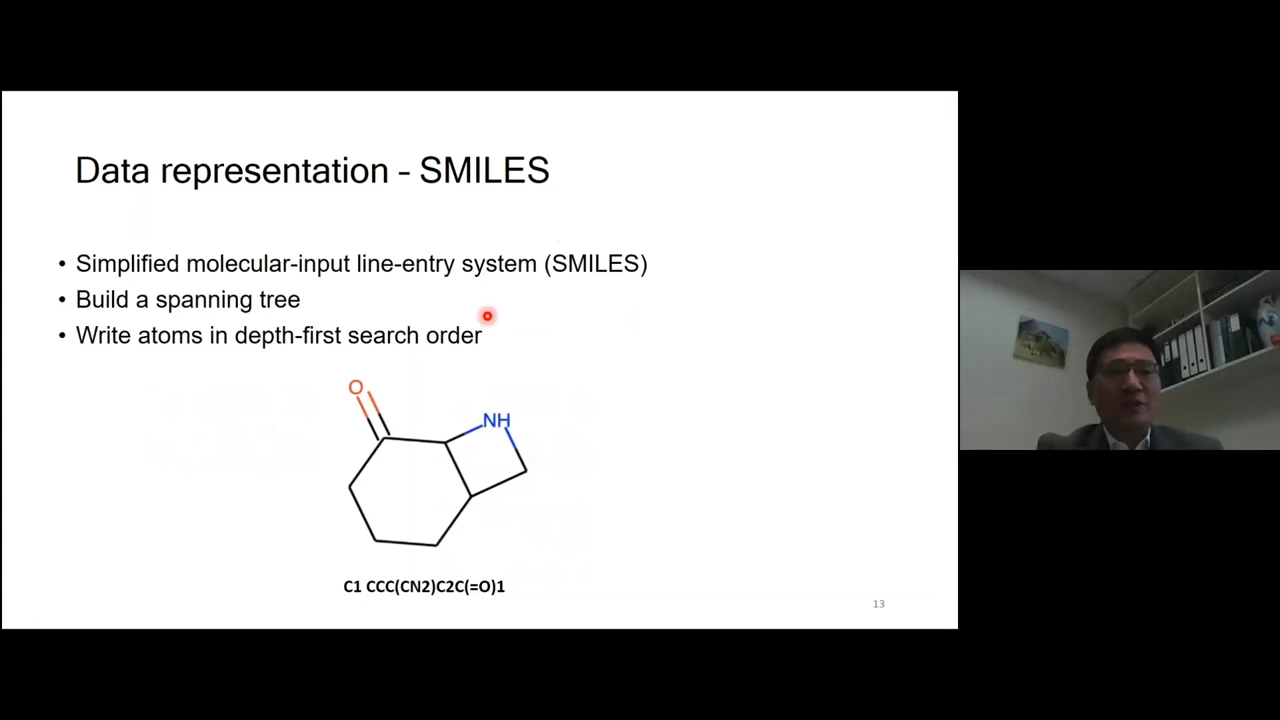 Data representation - SMILES
• Simplified molecular-input line-entry system (SMILES)
• Build a spanning tree
• Write atoms in depth-first search order
O
NH
C1 CCC(CN2)C2C(=O)1
13